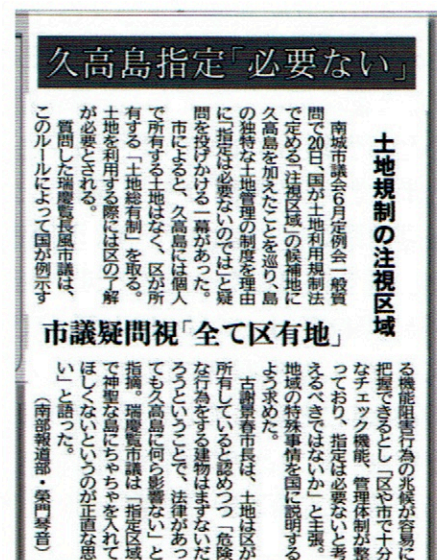 久高島指定「必要ない」
土地規制の注視区域
市議疑問視「全て区有地」
南城市議会6月定例会一般質
問で20日、国が土地利用規制法
で定める「注視区域」の候補地に
久高島を加えたことを巡り、島
の独特な土地管理の制度を理由
に「指定は必要ないのでは」と疑
問を投げかける一幕があった。
市によると、久高島には個人
で所有する土地はなく、区が所
有する「土地総有制」を取る。
土地を利用する際には区の了解
が必要とされる。
質問した瑞慶覧長風市議は、
このルールによって国が例示す
る機能阻害行為の兆候が容易に
把握できるとし「区や市で十分
なチェック機能、管理体制が整
っており、指定は必要ないと考
えるべきではないか」と主張。
地域の特殊事情を国に説明する
よう求めた。
古謝景春市長は、土地は区が
所有していると認めつつ「危険
な行為をする建物はまずないだ
ろうということで、法律があっ
ても久高島に何ら影響ない」と
指摘。瑞慶覧市議は「指定区域
で神聖な島にちゃちゃを入れて
ほしくないというのが正直な思
い」と語った。
(南部報道部・榮門琴音)